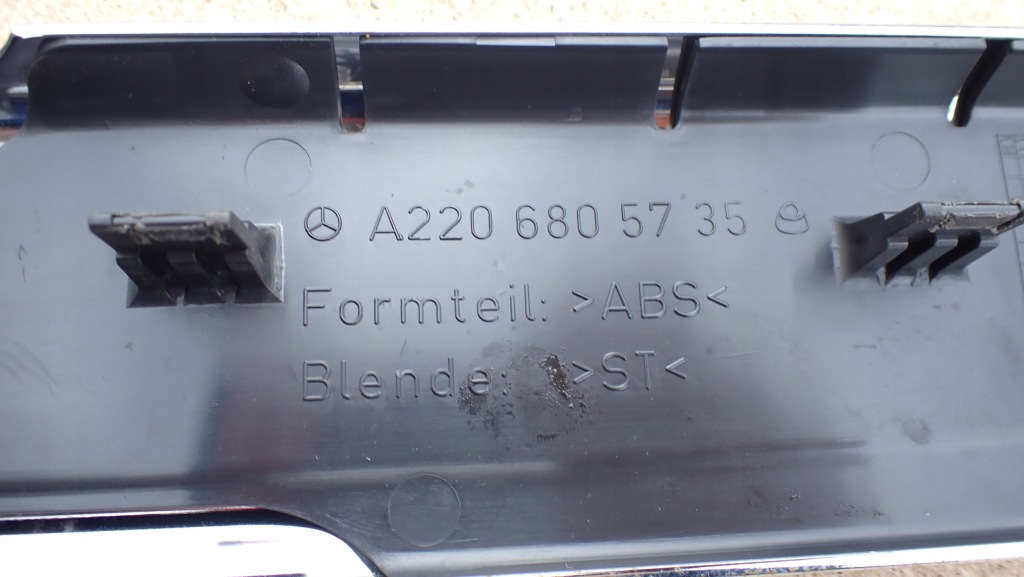 A220 680 57 35
Formteil: >ABS<
Blende: >ST<